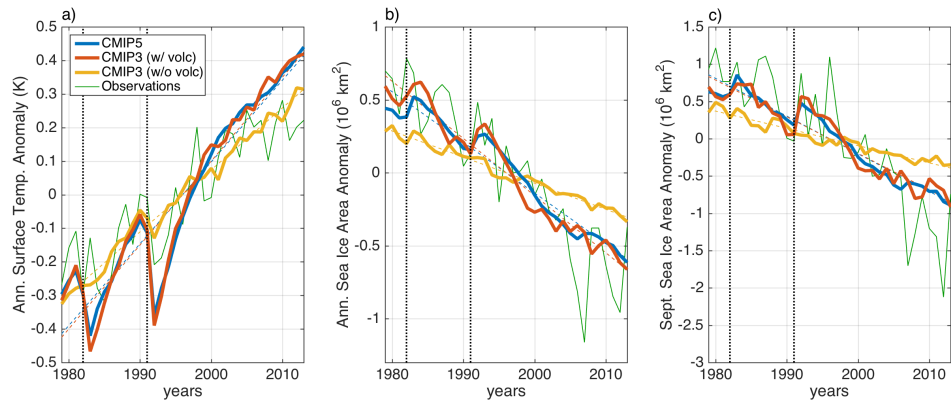 a)
CMIP5
CMIP3 (w/ volc)
CMIP3 (w/o volc)
Observations
Ann. Surface Temp. Anomaly (K)
0.5
0.4
0.3
0.2
0.1
0
-0.1
-0.2
-0.3
-0.4
-0.5
1980
1990
2000
2010
years
b)
Ann. Sea Ice Area Anomaly (10⁶ km²)
1
0.5
0
-0.5
-1
1980
1990
2000
2010
years
c)
Sept. Sea Ice Area Anomaly (10⁶ km²)
1.5
1
0.5
0
-0.5
-1
-1.5
-2
-2.5
-3
1980
1990
2000
2010
years